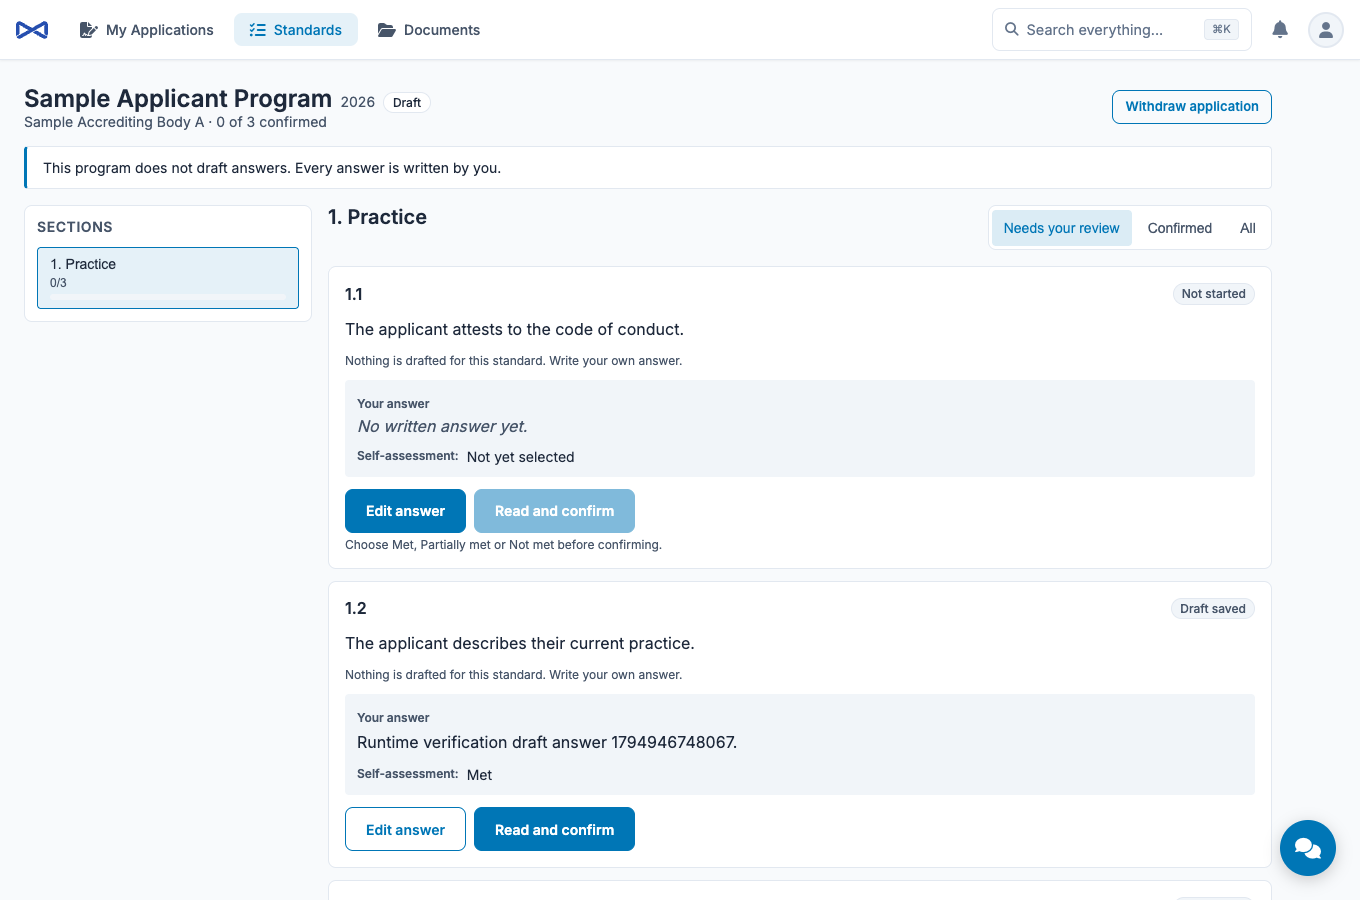 My Applications
Standards
Documents
Search everything...
⌘K
Sample Applicant Program 2026 Draft
Withdraw application
Sample Accrediting Body A · 0 of 3 confirmed
This program does not draft answers. Every answer is written by you.
SECTIONS
1. Practice
0/3
1. Practice
Needs your review
Confirmed
All
1.1
Not started
The applicant attests to the code of conduct.
Nothing is drafted for this standard. Write your own answer.
Your answer
No written answer yet.
Self-assessment: Not yet selected
Edit answer
Read and confirm
Choose Met, Partially met or Not met before confirming.
1.2
Draft saved
The applicant describes their current practice.
Nothing is drafted for this standard. Write your own answer.
Your answer
Runtime verification draft answer 1794946748067.
Self-assessment: Met
Edit answer
Read and confirm